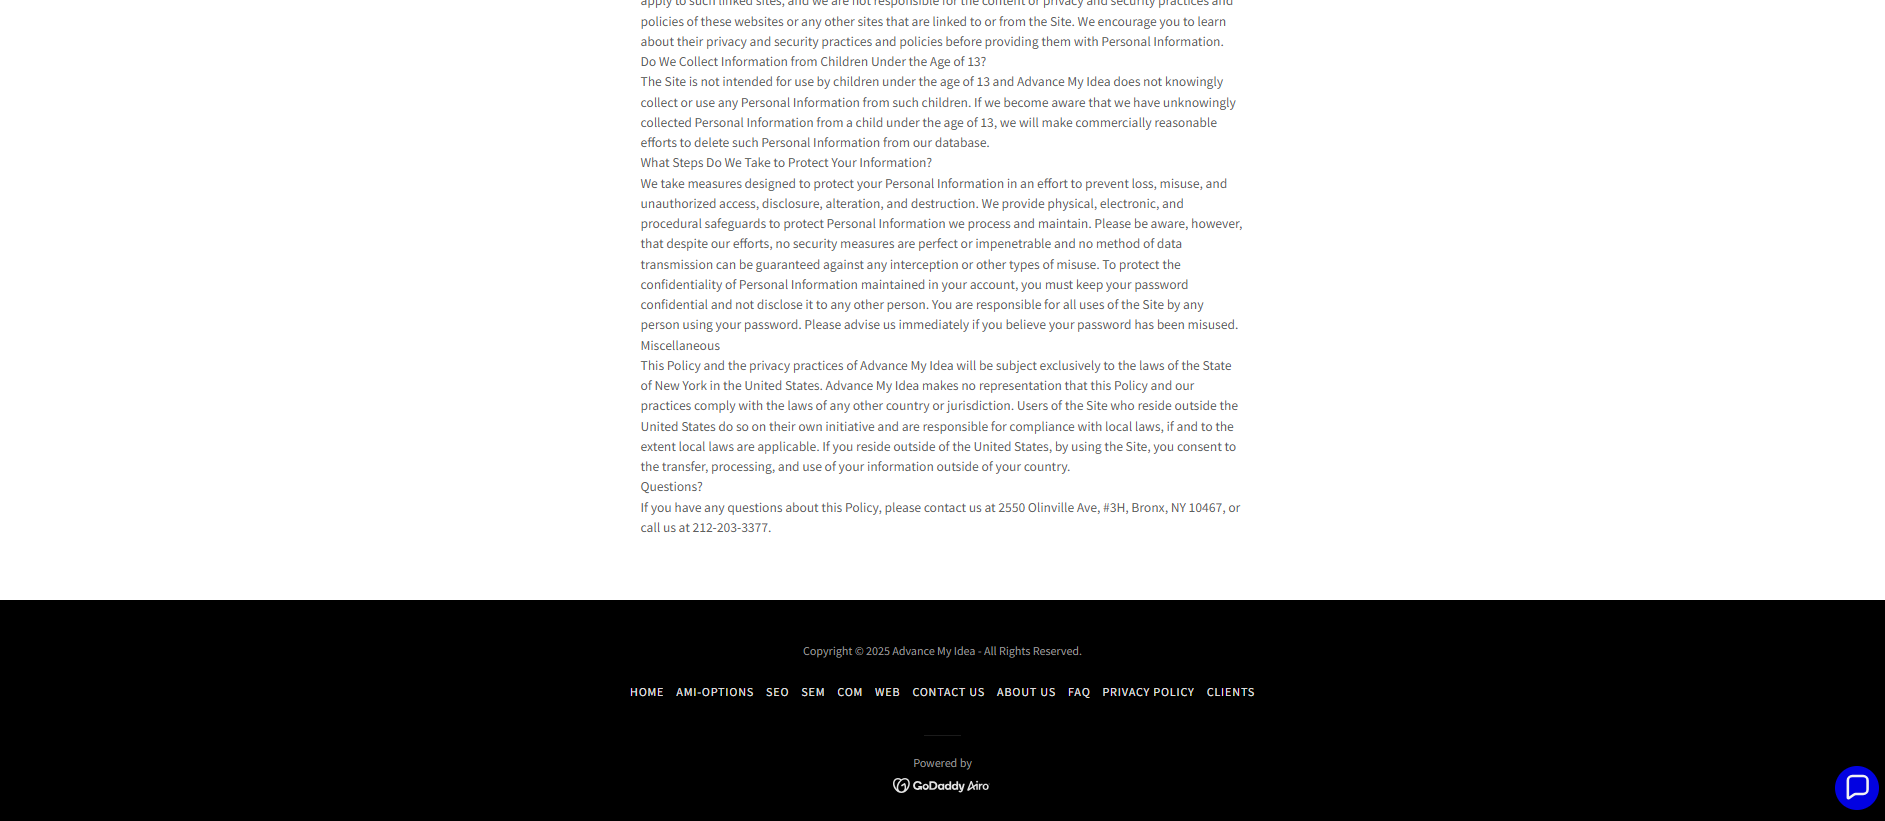 apply to such linked sites, and we are not responsible for the content or privacy and security practices and
policies of these websites or any other sites that are linked to or from the Site. We encourage you to learn
about their privacy and security practices and policies before providing them with Personal Information.
Do We Collect Information from Children Under the Age of 13?
The Site is not intended for use by children under the age of 13 and Advance My Idea does not knowingly
collect or use any Personal Information from such children. If we become aware that we have unknowingly
collected Personal Information from a child under the age of 13, we will make commercially reasonable
efforts to delete such Personal Information from our database.
What Steps Do We Take to Protect Your Information?
We take measures designed to protect your Personal Information in an effort to prevent loss, misuse, and
unauthorized access, disclosure, alteration, and destruction. We provide physical, electronic, and
procedural safeguards to protect Personal Information we process and maintain. Please be aware, however,
that despite our efforts, no security measures are perfect or impenetrable and no method of data
transmission can be guaranteed against any interception or other types of misuse. To protect the
confidentiality of Personal Information maintained in your account, you must keep your password
confidential and not disclose it to any other person. You are responsible for all uses of the Site by any
person using your password. Please advise us immediately if you believe your password has been misused.
Miscellaneous
This Policy and the privacy practices of Advance My Idea will be subject exclusively to the laws of the State
of New York in the United States. Advance My Idea makes no representation that this Policy and our
practices comply with the laws of any other country or jurisdiction. Users of the Site who reside outside the
United States do so on their own initiative and are responsible for compliance with local laws, if and to the
extent local laws are applicable. If you reside outside of the United States, by using the Site, you consent to
the transfer, processing, and use of your information outside of your country.
Questions?
If you have any questions about this Policy, please contact us at 2550 Olinville Ave, #3H, Bronx, NY 10467, or
call us at 212-203-3377.
Copyright © 2025 Advance My Idea - All Rights Reserved.
HOME AMI-OPTIONS SEO SEM COM WEB CONTACT US ABOUT US FAQ PRIVACY POLICY CLIENTS
Powered by
GoDaddy Airo